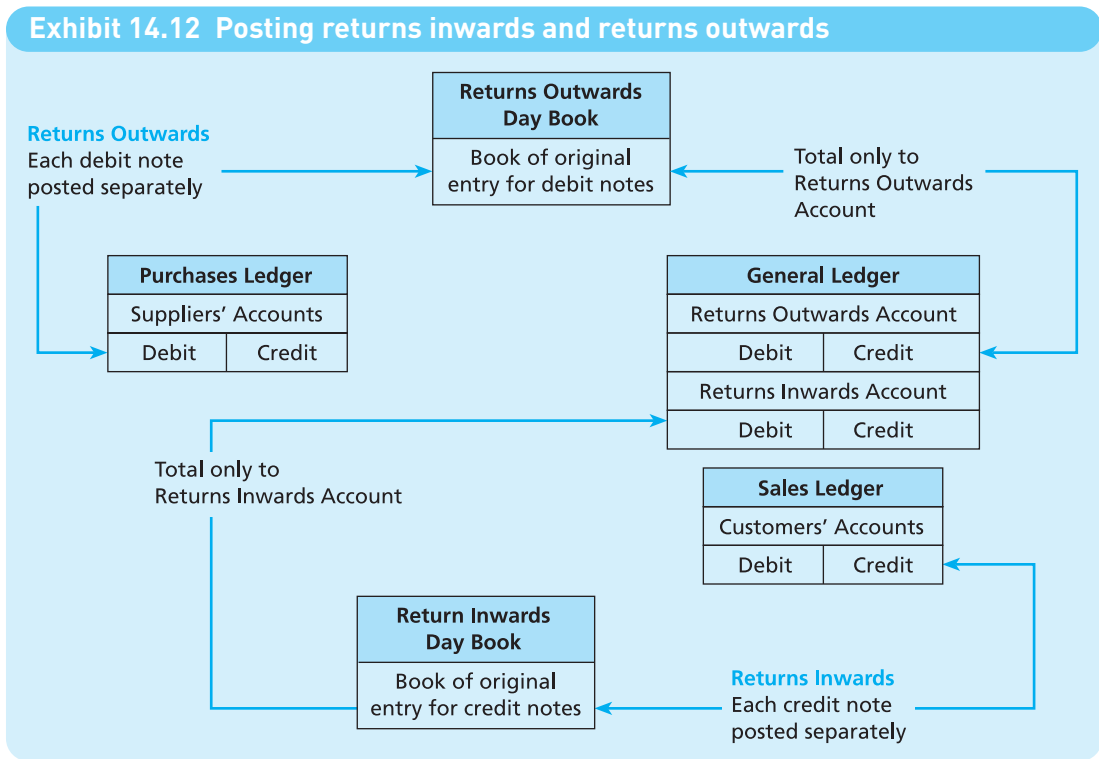 Exhibit 14.12 Posting returns inwards and returns outwards
Returns Outwards
Day Book
Book of original
entry for debit notes
Returns Outwards
Each debit note
posted separately
Total only to
Returns Outwards
Account
Purchases Ledger
Suppliers' Accounts
Debit Credit
General Ledger
Returns Outwards Account
Debit Credit
Returns Inwards Account
Debit Credit
Total only to
Returns Inwards Account
Sales Ledger
Customers' Accounts
Debit Credit
Return Inwards
Day Book
Book of original
entry for credit notes
Returns Inwards
Each credit note
posted separately